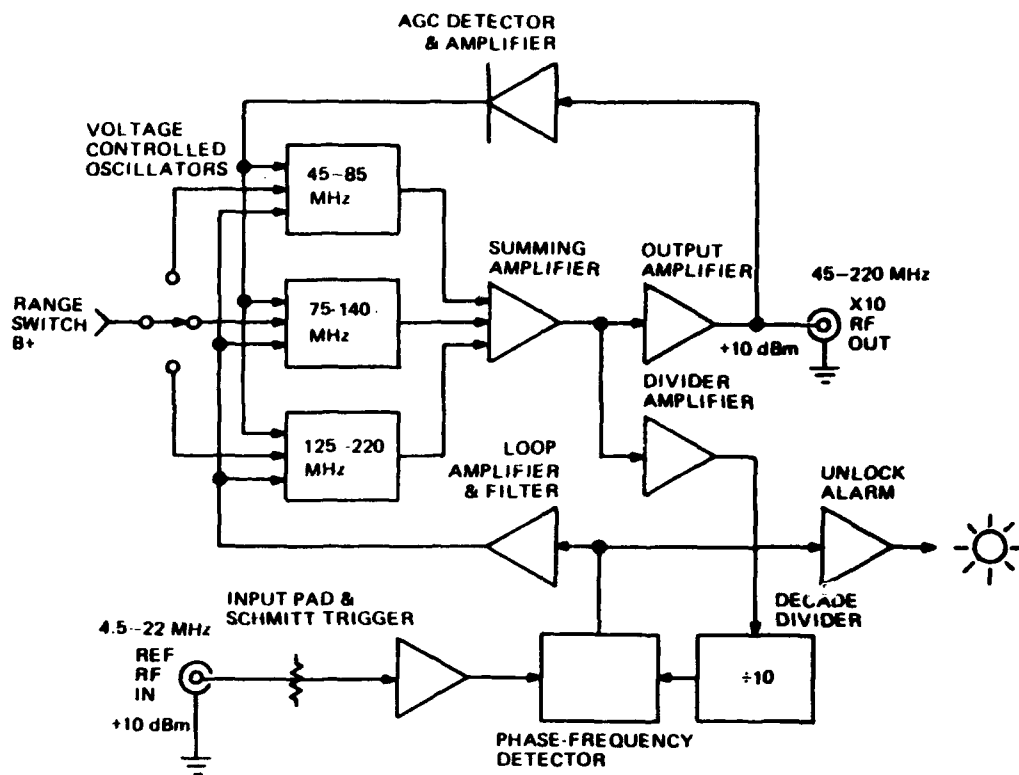 AGC DETECTOR
& AMPLIFIER
VOLTAGE
CONTROLLED
OSCILLATORS
45-85
MHz
SUMMING
AMPLIFIER
OUTPUT
AMPLIFIER
45-220 MHz
X10
RF
OUT
+10 dBm
RANGE
SWITCH
B+
75-140
MHz
DIVIDER
AMPLIFIER
125-220
MHz
LOOP
AMPLIFIER
& FILTER
UNLOCK
ALARM
INPUT PAD &
SCHMITT TRIGGER
DECADE
DIVIDER
4.5-22 MHz
REF
RF
IN
+10 dBm
÷10
PHASE-FREQUENCY
DETECTOR